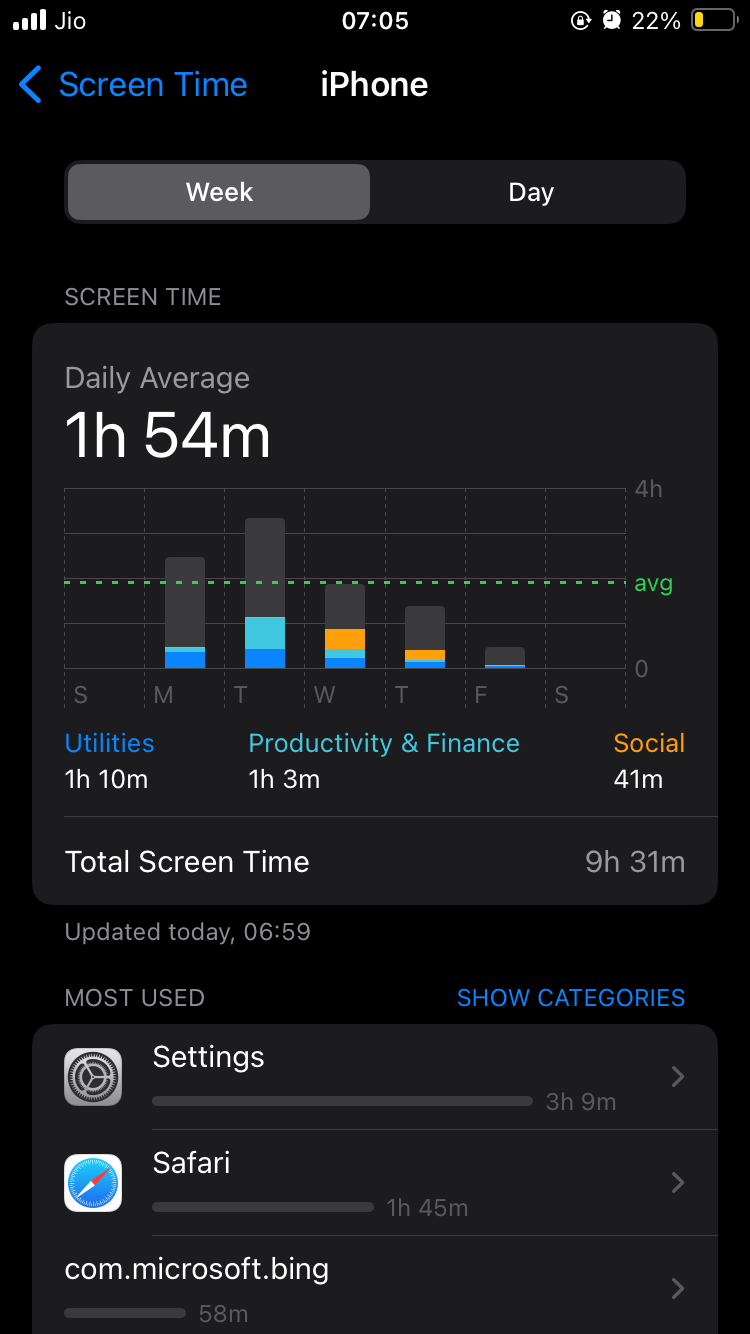 Jio 07:05 22%
Screen Time iPhone
Week Day
SCREEN TIME
Daily Average
1h 54m
4h
avg
0
S M T W T F S
Utilities Productivity & Finance Social
1h 10m 1h 3m 41m
Total Screen Time 9h 31m
Updated today, 06:59
MOST USED SHOW CATEGORIES
Settings
3h 9m
Safari
1h 45m
com.microsoft.bing
58m